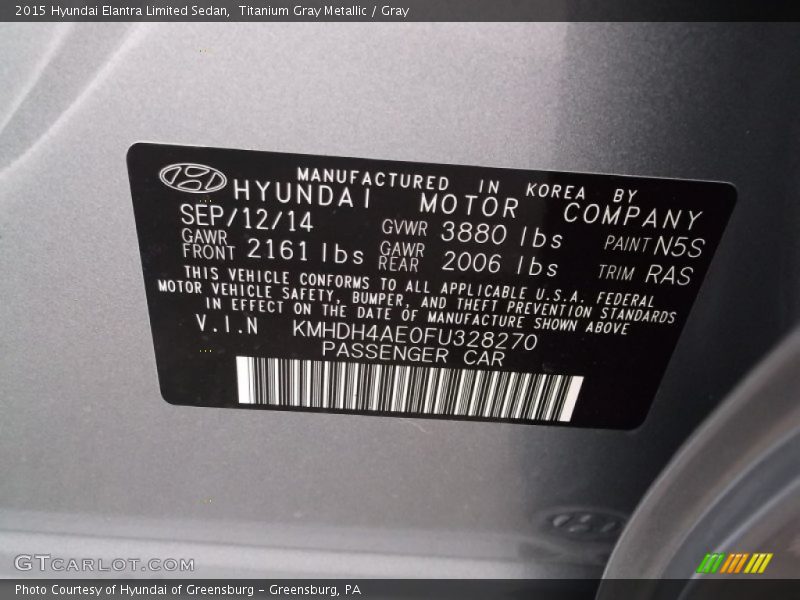 2015 Hyundai Elantra Limited Sedan, Titanium Gray Metallic / Gray
MANUFACTURED IN KOREA BY
HYUNDAI MOTOR COMPANY
SEP/12/14 GVWR 3880 lbs PAINT N5S
GAWR FRONT 2161 lbs GAWR REAR 2006 lbs TRIM RAS
THIS VEHICLE CONFORMS TO ALL APPLICABLE U.S.A. FEDERAL
MOTOR VEHICLE SAFETY, BUMPER, AND THEFT PREVENTION STANDARDS
IN EFFECT ON THE DATE OF MANUFACTURE SHOWN ABOVE
V.I.N KMHDH4AE0FU328270
PASSENGER CAR
GTCARLOT.COM
Photo Courtesy of Hyundai of Greensburg - Greensburg, PA